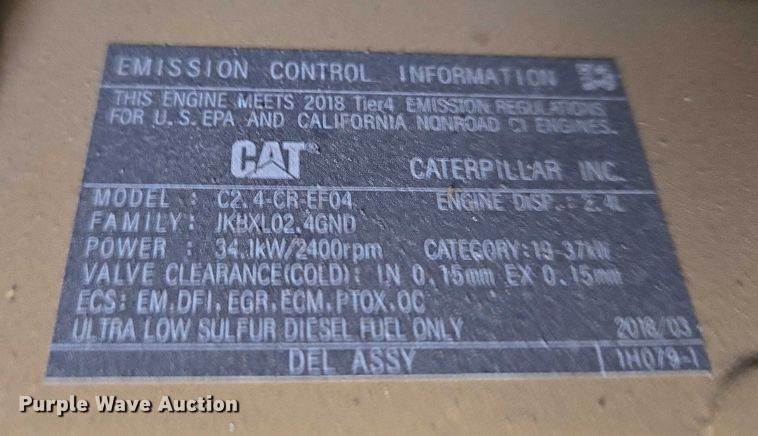 EMISSION CONTROL INFORMATION
THIS ENGINE MEETS 2018 Tier4 EMISSION REGULATIONS
FOR U.S. EPA AND CALIFORNIA NONROAD CI ENGINES.
CAT® CATERPILLAR INC.
MODEL : C2.4-CR-EF04 ENGINE DISP. : 2.4L
FAMILY: JKBXL02.4GND
POWER : 34.1kW/2400rpm CATEGORY:19-37kW
VALVE CLEARANCE(COLD): IN 0.15mm EX 0.15mm
ECS: EM,DFI,EGR,ECM,PTOX,OC
ULTRA LOW SULFUR DIESEL FUEL ONLY 2018/03
DEL ASSY 1H079-1
Purple Wave Auction